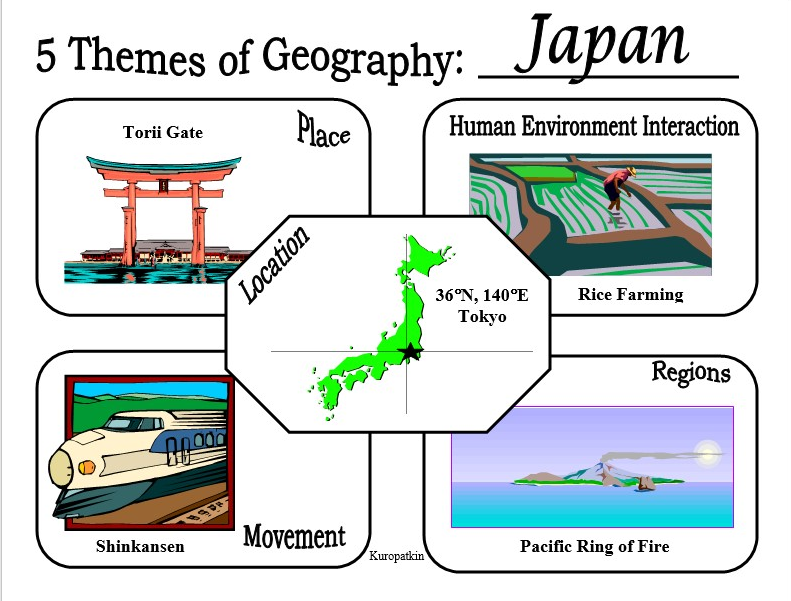 5 Themes of Geography: Japan
Place
Torii Gate
Human Environment Interaction
Rice Farming
Location
36°N, 140°E
Tokyo
Movement
Shinkansen
Regions
Pacific Ring of Fire
Kuropatkin